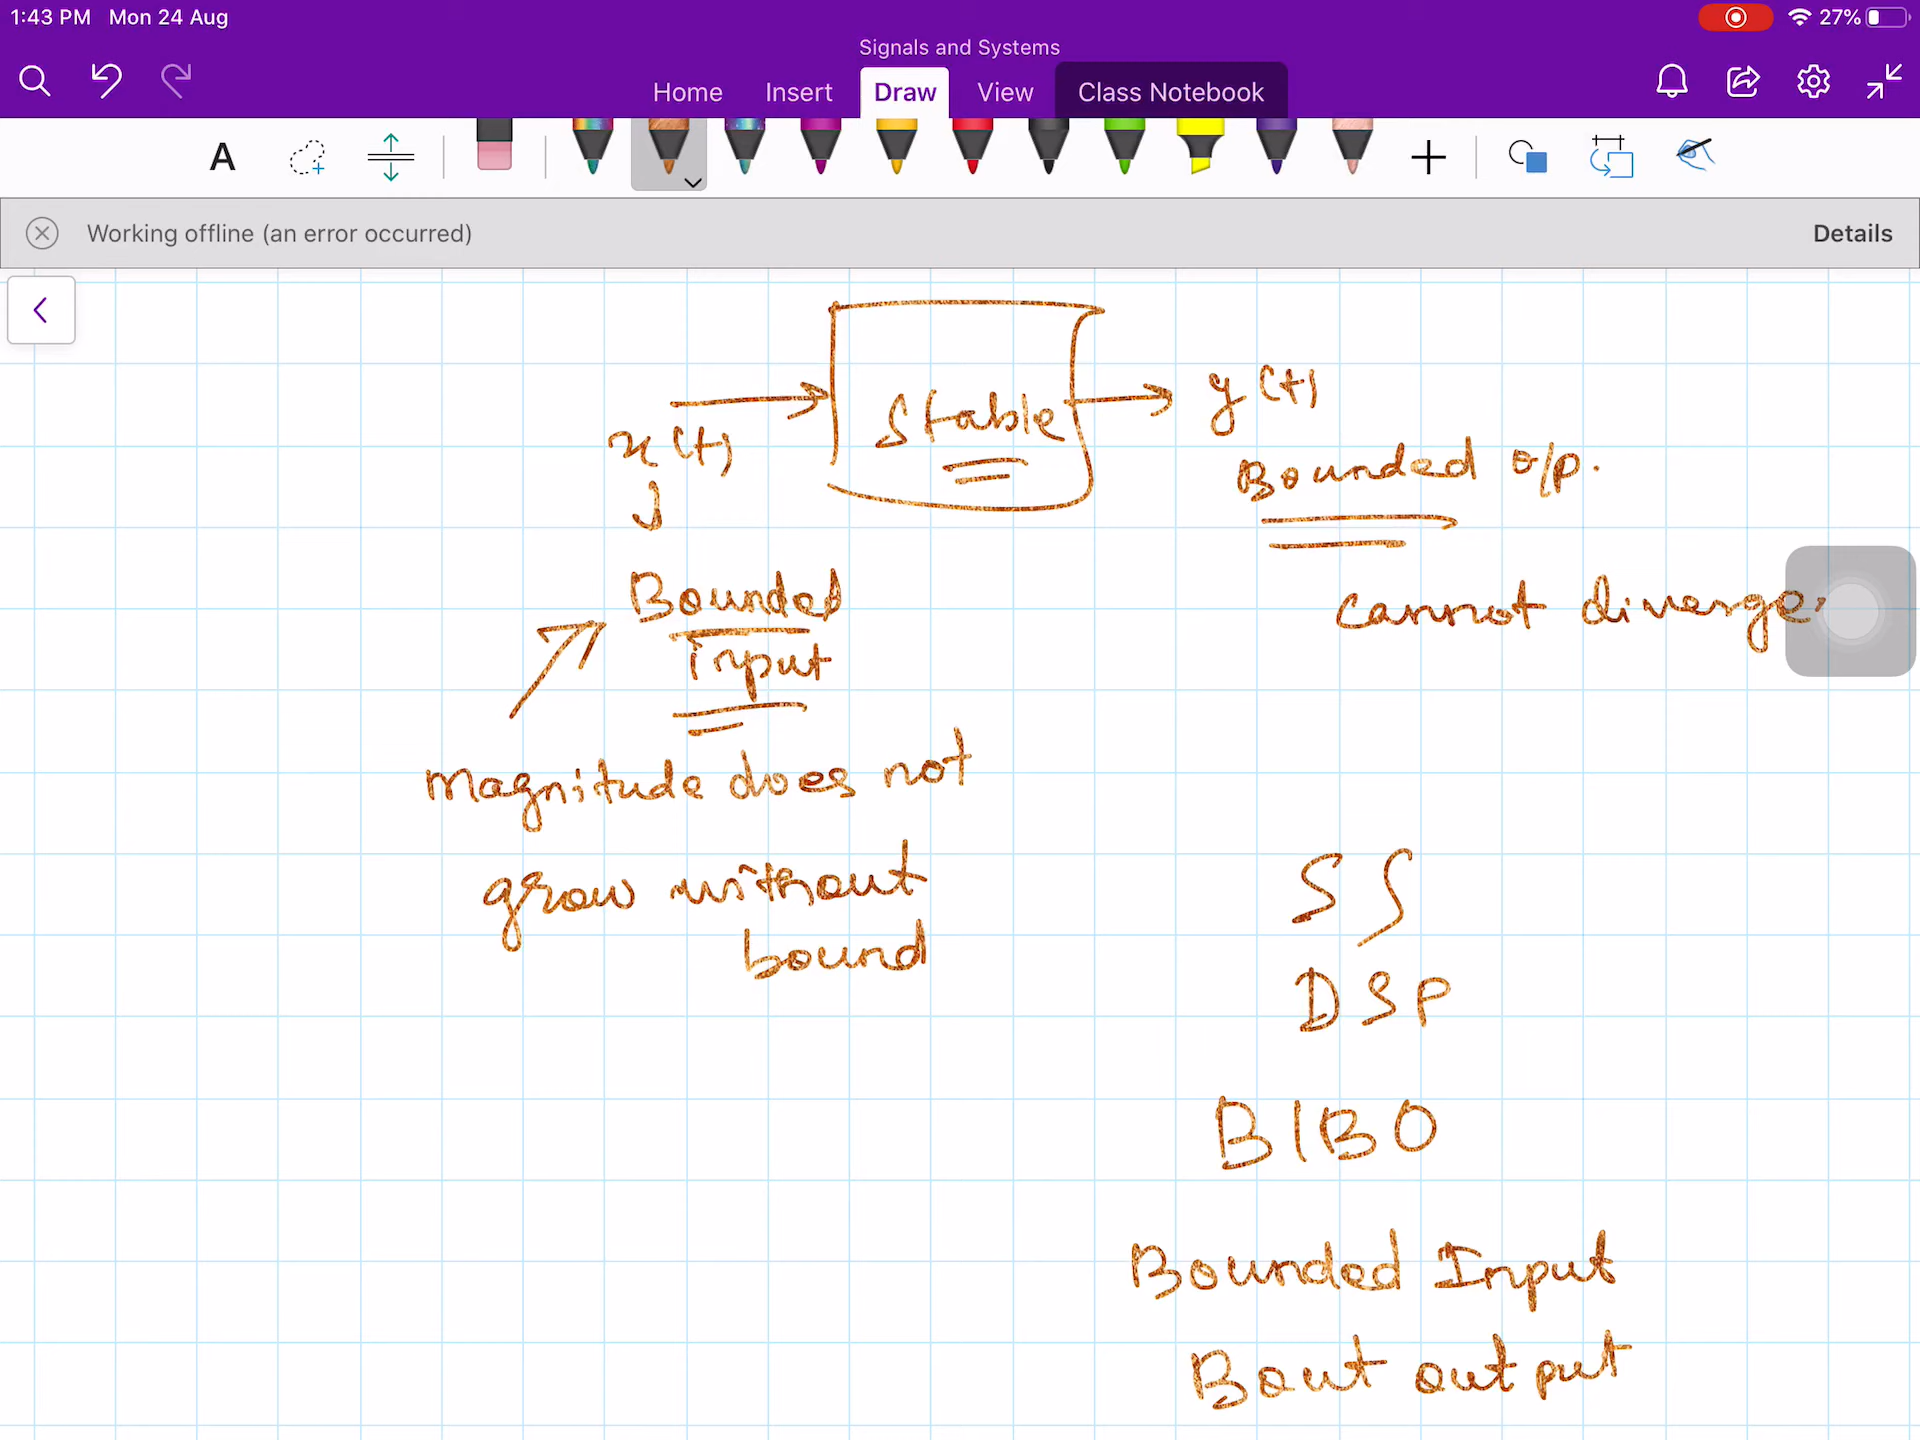 1:43 PM Mon 24 Aug
27%
Signals and Systems
Home Insert Draw View Class Notebook
A
Working offline (an error occurred)
Details
Stable
x(t)
y(t)
Bounded o/p.
Bounded
input
cannot diverge.
magnitude does not
grow without
bound
SS
DSP
BIBO
Bounded Input
Bout output